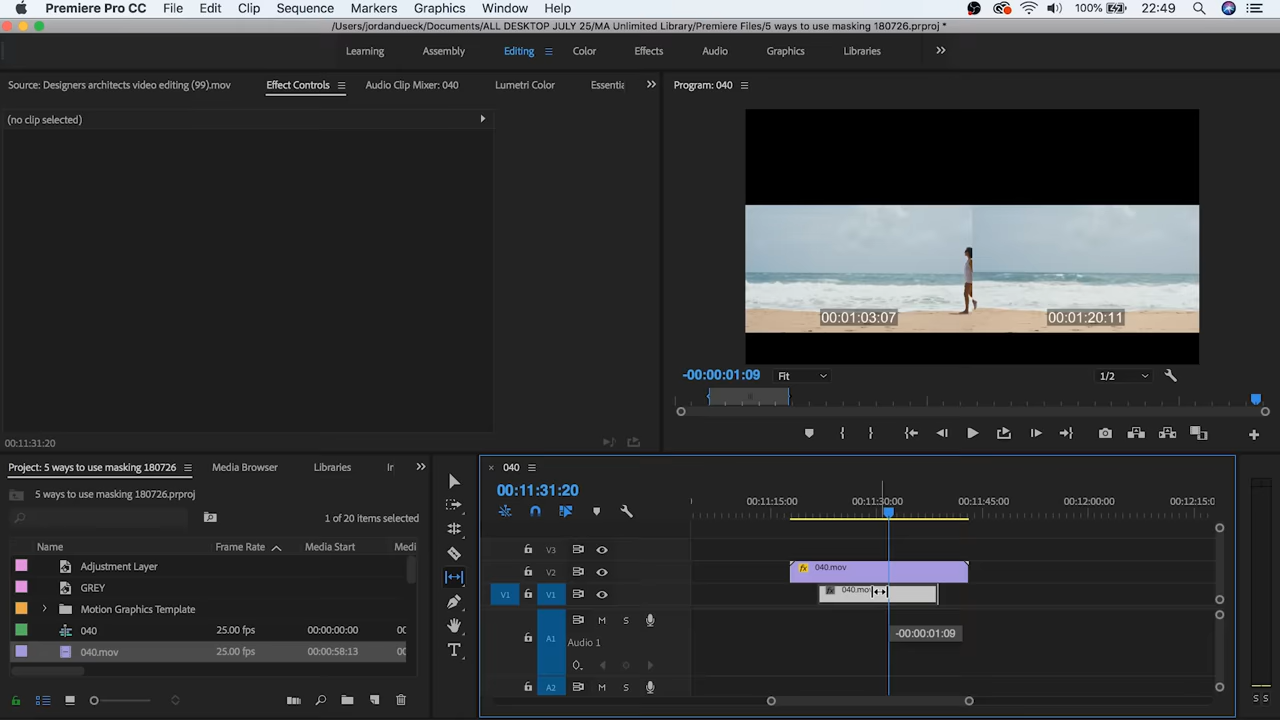 Premiere Pro CC File Edit Clip Sequence Markers Graphics Window Help 100% 22:49
/Users/jordandueck/Documents/ALL DESKTOP JULY 25/MA Unlimited Library/Premiere Files/5 ways to use masking 180726.prproj *
Learning Assembly Editing Color Effects Audio Graphics Libraries
Source: Designers architects video editing (99).mov Effect Controls Audio Clip Mixer: 040 Lumetri Color Essentia Program: 040
(no clip selected)
00:01:03:07 00:01:20:11
-00:00:01:09 Fit 1/2
00:11:31:20
Project: 5 ways to use masking 180726 Media Browser Libraries
5 ways to use masking 180726.prproj
1 of 20 items selected
Name Frame Rate Media Start Medi
Adjustment Layer
GREY
Motion Graphics Template
040 25.00 fps 00:00:00:00
040.mov 25.00 fps 00:00:58:13
× 040
00:11:31:20
00:11:15:00 00:11:30:00 00:11:45:00 00:12:00:00 00:12:15:0
V3
V2 040.mov
V1 V1 040.mov
M S
A1 Audio 1
-00:00:01:09
A2 M S
S S